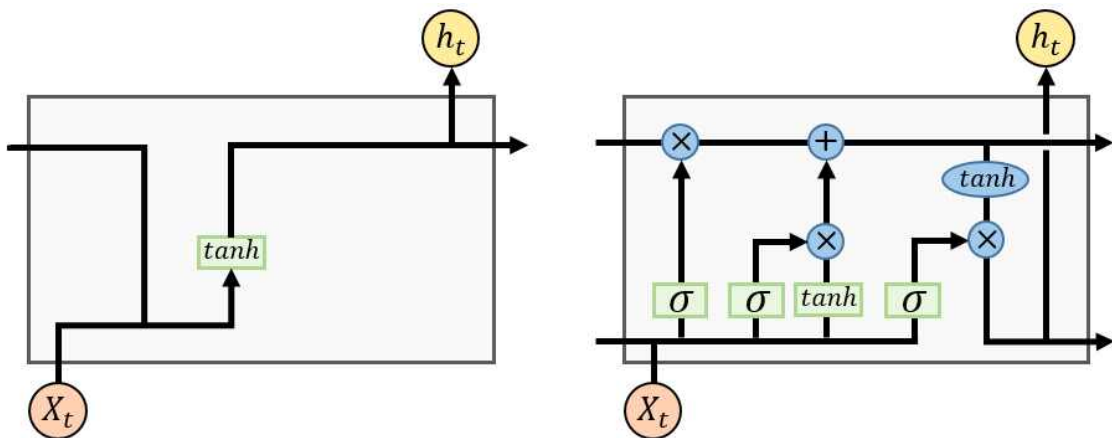 h_t h_t
× +
tanh
tanh × ×
σ σ tanh σ
X_t X_t